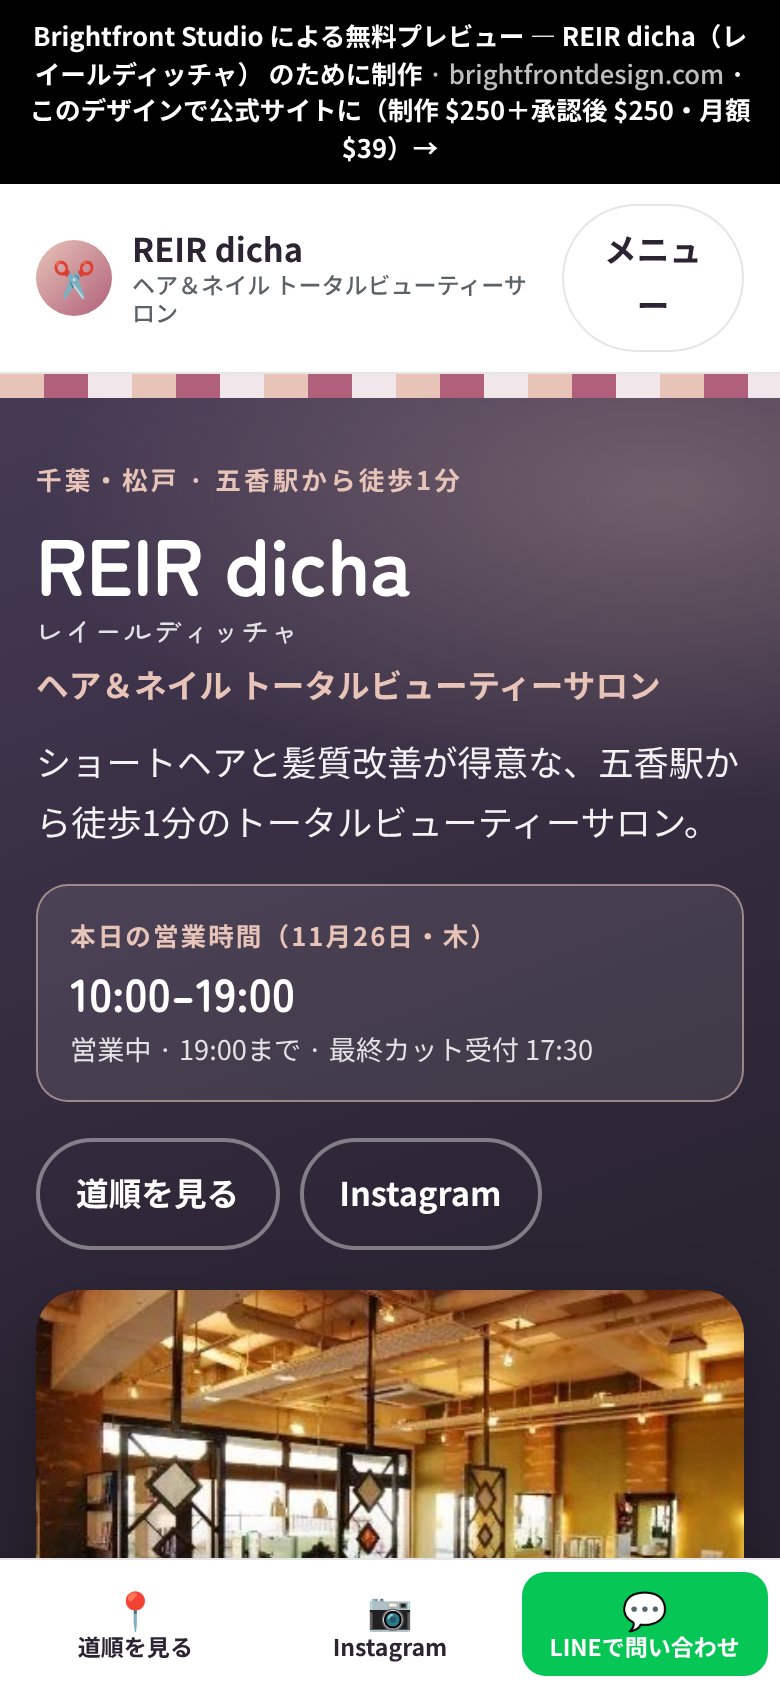 Brightfront Studio による無料プレビュー — REIR dicha（レ
イールディッチャ） のために制作 · brightfrontdesign.com ·
このデザインで公式サイトに（制作 $250＋承認後 $250・月額
$39）→
REIR dicha
ヘア＆ネイル トータルビューティーサ
ロン
メニュ
ー
千葉・松戸 · 五香駅から徒歩1分
REIR dicha
レイールディッチャ
ヘア＆ネイル トータルビューティーサロン
ショートヘアと髪質改善が得意な、五香駅か
ら徒歩1分のトータルビューティーサロン。
本日の営業時間（11月26日・木）
10:00–19:00
営業中 · 19:00まで · 最終カット受付 17:30
道順を見る
Instagram
道順を見る
Instagram
LINEで問い合わせ